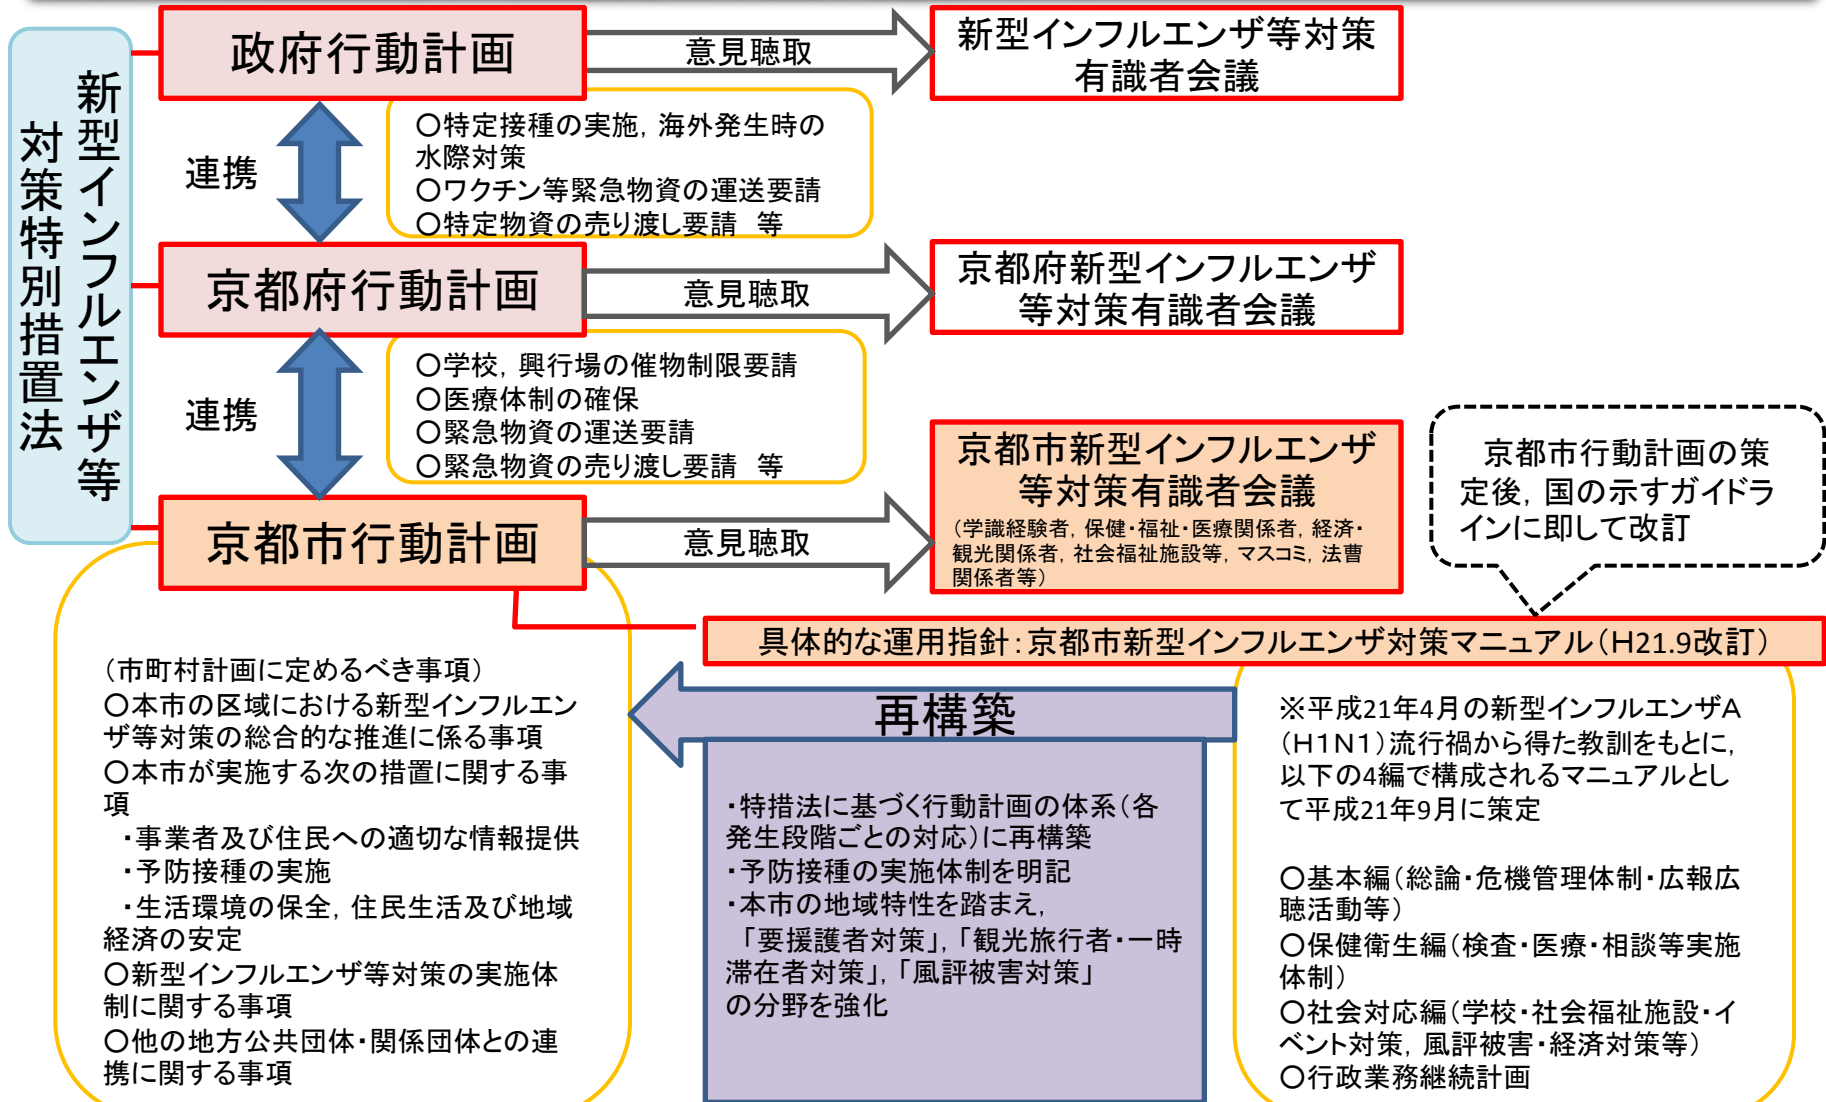 新型インフルエンザ等
対策特別措置法
政府行動計画
意見聴取
新型インフルエンザ等対策
有識者会議
連携
○特定接種の実施，海外発生時の
水際対策
○ワクチン等緊急物資の運送要請
○特定物資の売り渡し要請　等
京都府行動計画
意見聴取
京都府新型インフルエンザ
等対策有識者会議
連携
○学校，興行場の催物制限要請
○医療体制の確保
○緊急物資の運送要請
○緊急物資の売り渡し要請　等
京都市行動計画
意見聴取
京都市新型インフルエンザ
等対策有識者会議
（学識経験者，保健・福祉・医療関係者，経済・
観光関係者，社会福祉施設等，マスコミ，法曹
関係者等）
京都市行動計画の策
定後，国の示すガイドラ
インに即して改訂
具体的な運用指針：京都市新型インフルエンザ対策マニュアル（H21.9改訂）
（市町村計画に定めるべき事項）
○本市の区域における新型インフルエン
ザ等対策の総合的な推進に係る事項
○本市が実施する次の措置に関する事
項
・事業者及び住民への適切な情報提供
・予防接種の実施
・生活環境の保全，住民生活及び地域
経済の安定
○新型インフルエンザ等対策の実施体
制に関する事項
○他の地方公共団体・関係団体との連
携に関する事項
再構築
・特措法に基づく行動計画の体系（各
発生段階ごとの対応）に再構築
・予防接種の実施体制を明記
・本市の地域特性を踏まえ，
「要援護者対策」，「観光旅行者・一時
滞在者対策」，「風評被害対策」
の分野を強化
※平成21年4月の新型インフルエンザA
（H1N1）流行禍から得た教訓をもとに，
以下の4編で構成されるマニュアルとし
て平成21年9月に策定
○基本編（総論・危機管理体制・広報広
聴活動等）
○保健衛生編（検査・医療・相談等実施
体制）
○社会対応編（学校・社会福祉施設・イ
ベント対策，風評被害・経済対策等）
○行政業務継続計画